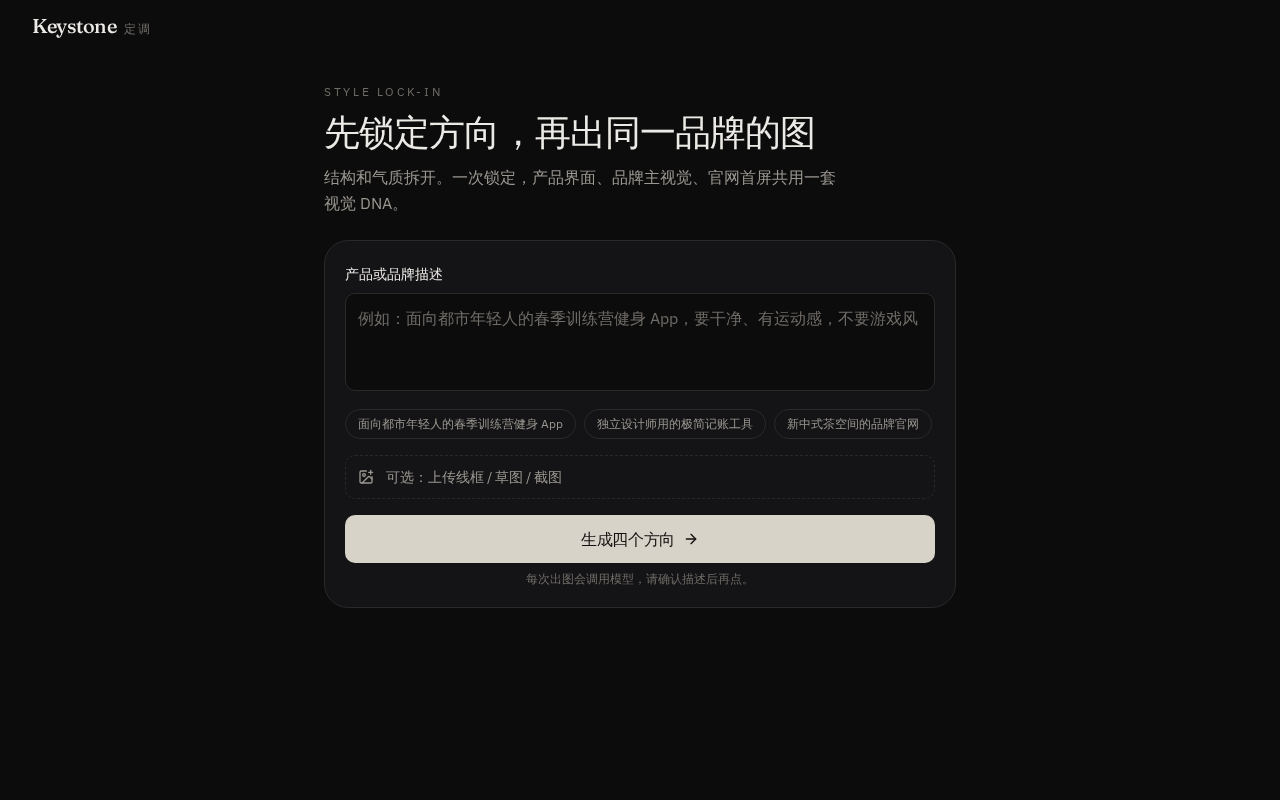 Keystone 定调
STYLE LOCK-IN
先锁定方向，再出同一品牌的图
结构和气质拆开。一次锁定，产品界面、品牌主视觉、官网首屏共用一套
视觉 DNA。
产品或品牌描述
例如：面向都市年轻人的春季训练营健身 App，要干净、有运动感，不要游戏风
面向都市年轻人的春季训练营健身 App
独立设计师用的极简记账工具
新中式茶空间的品牌官网
可选：上传线框 / 草图 / 截图
生成四个方向 →
每次出图会调用模型，请确认描述后再点。